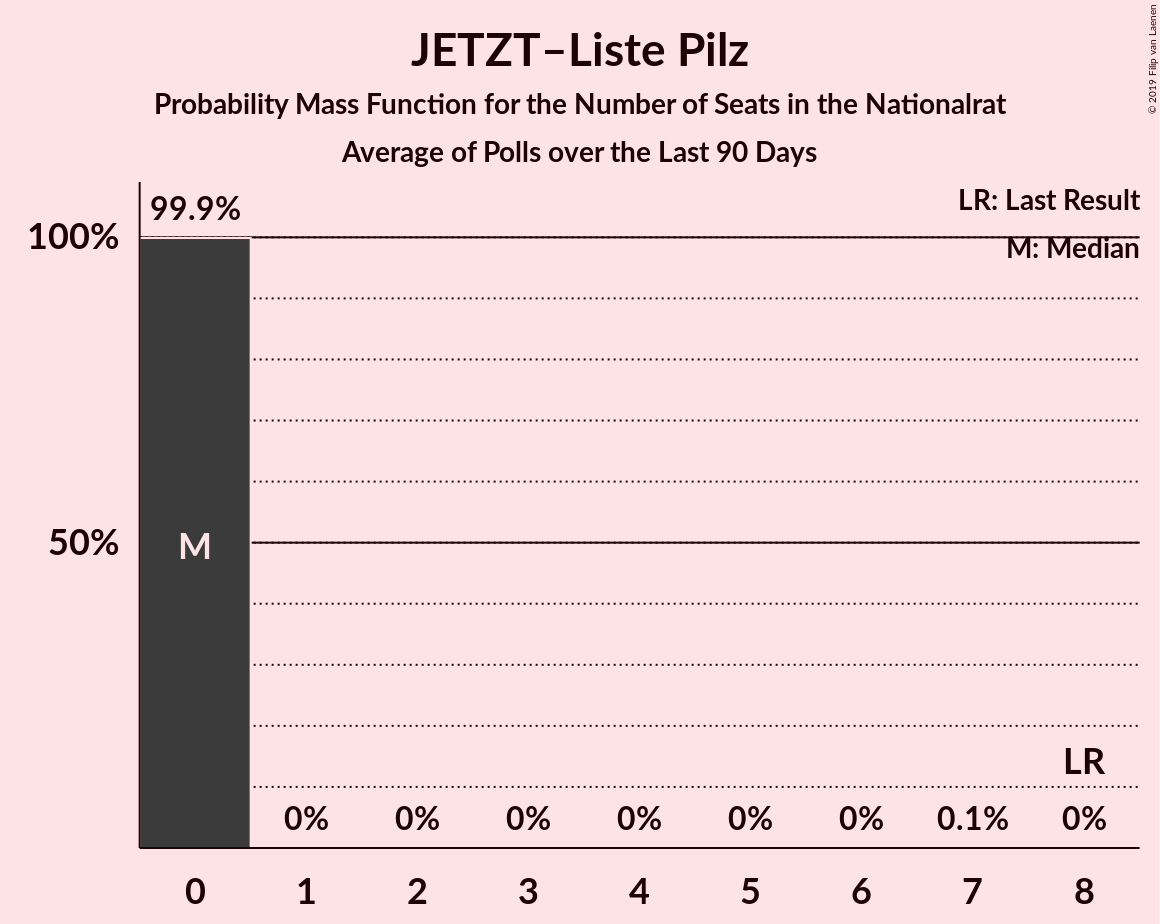 JETZT–Liste Pilz
Probability Mass Function for the Number of Seats in the Nationalrat
Average of Polls over the Last 90 Days
© 2019 Filip van Laenen
LR: Last Result
M: Median
99.9%
100%
50%
M
LR
0% 0% 0% 0% 0% 0% 0.1% 0%
0 1 2 3 4 5 6 7 8